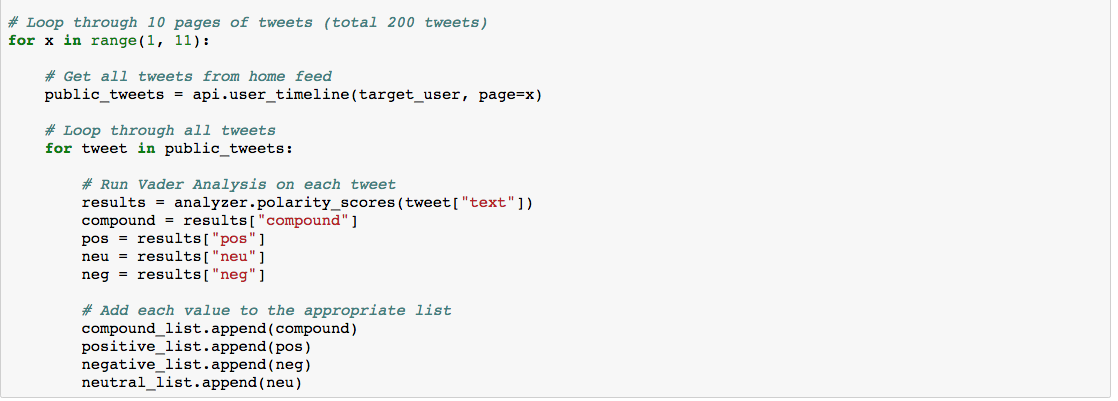 # Loop through 10 pages of tweets (total 200 tweets)
for x in range(1, 11):
    # Get all tweets from home feed
    public_tweets = api.user_timeline(target_user, page=x)
    # Loop through all tweets
    for tweet in public_tweets:
        # Run Vader Analysis on each tweet
        results = analyzer.polarity_scores(tweet["text"])
        compound = results["compound"]
        pos = results["pos"]
        neu = results["neu"]
        neg = results["neg"]
        # Add each value to the appropriate list
        compound_list.append(compound)
        positive_list.append(pos)
        negative_list.append(neg)
        neutral_list.append(neu)